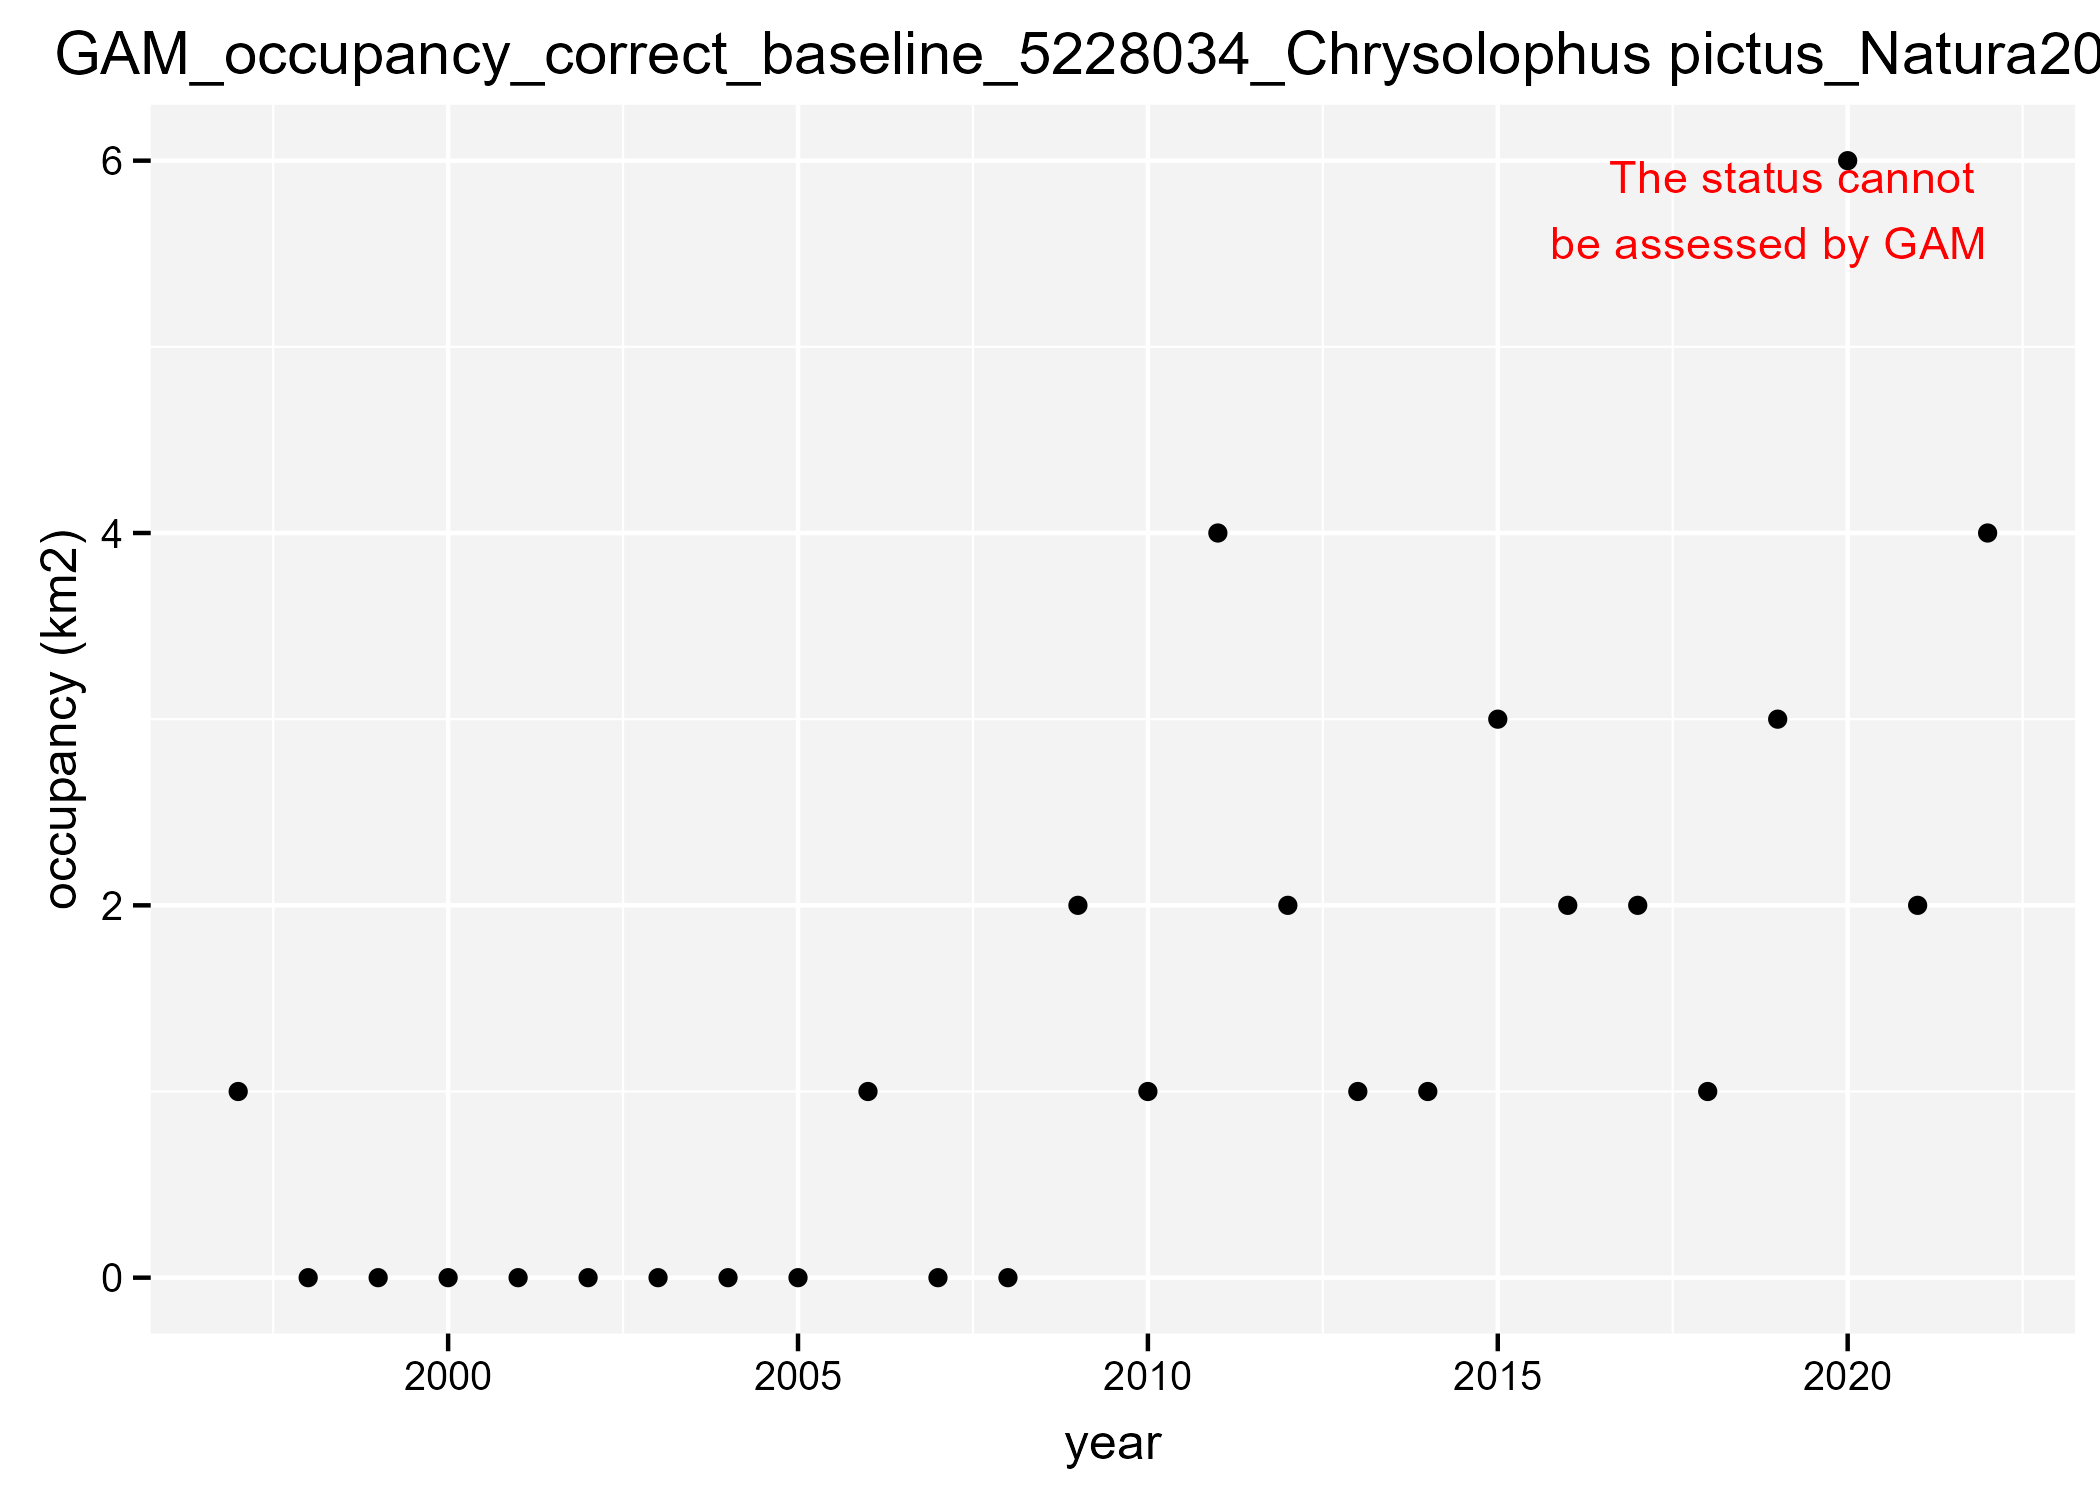 GAM_occupancy_correct_baseline_5228034_Chrysolophus pictus_Natura20
6
The status cannot
be assessed by GAM
4
occupancy (km2)
2
0
2000 2005 2010 2015 2020
year